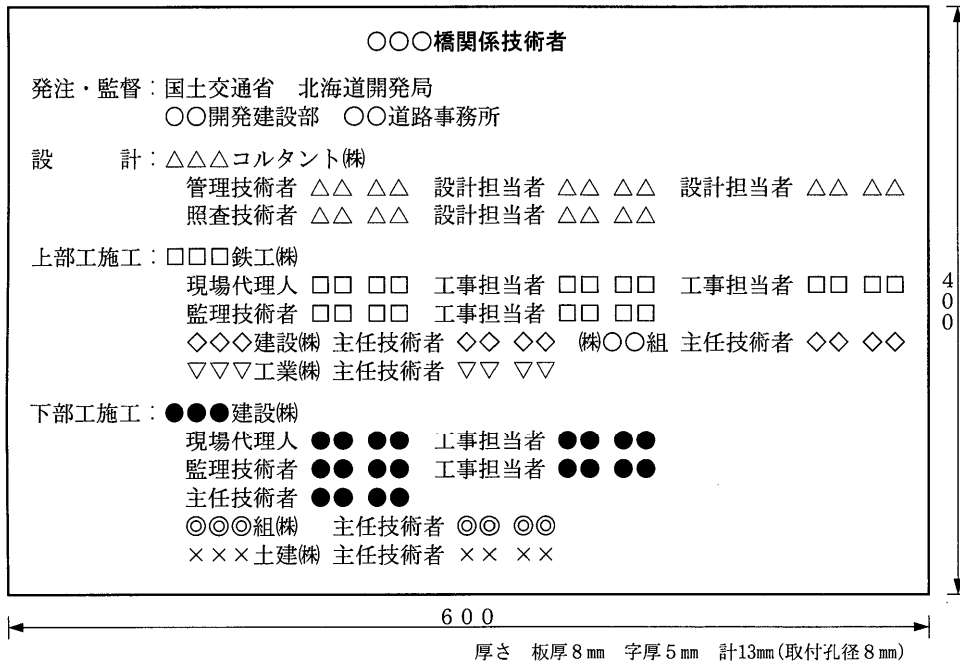 ○○○橋関係技術者
発注・監督：国土交通省　北海道開発局
○○開発建設部　○○道路事務所
設　　　計：△△△コルタント㈱
管理技術者 △△ △△　設計担当者 △△ △△　設計担当者 △△ △△
照査技術者 △△ △△　設計担当者 △△ △△
上部工施工：□□□鉄工㈱
現場代理人 □□ □□　工事担当者 □□ □□　工事担当者 □□ □□
監理技術者 □□ □□　工事担当者 □□ □□
◇◇◇建設㈱ 主任技術者 ◇◇ ◇◇　㈱○○組 主任技術者 ◇◇ ◇◇
▽▽▽工業㈱ 主任技術者 ▽▽ ▽▽
下部工施工：●●●建設㈱
現場代理人 ●● ●●　工事担当者 ●● ●●
監理技術者 ●● ●●　工事担当者 ●● ●●
主任技術者 ●● ●●
◎◎◎組㈱　主任技術者 ◎◎ ◎◎
×××土建㈱ 主任技術者 ×× ××
400
600
厚さ　板厚8㎜　字厚5㎜　計13㎜(取付孔径8㎜)